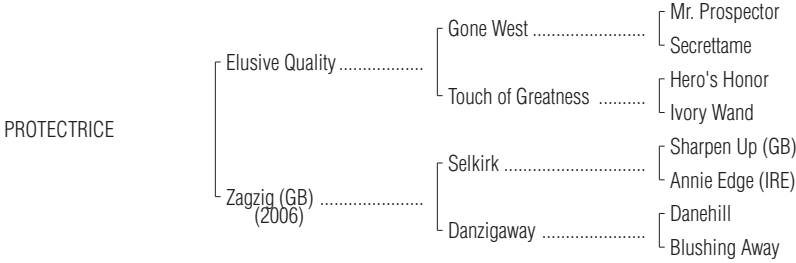 Mr. Prospector
Gone West ........................
Secrettame
Elusive Quality ..................
Hero's Honor
Touch of Greatness ..........
Ivory Wand
PROTECTRICE
Sharpen Up (GB)
Selkirk ..............................
Annie Edge (IRE)
Zagzig (GB) ......................
(2006)
Danehill
Danzigaway ......................
Blushing Away